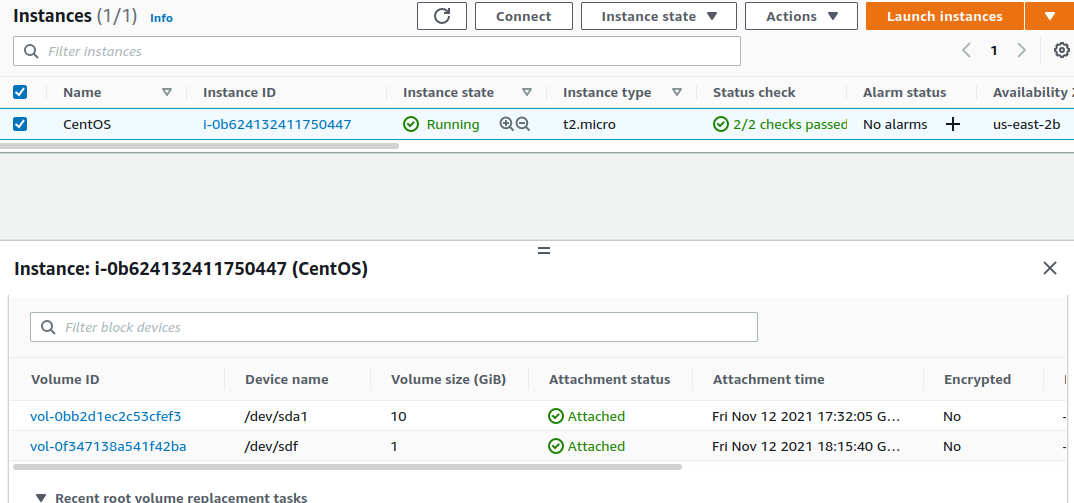 Instances (1/1) Info Connect Instance state Actions Launch instances
Filter instances 1
Name Instance ID Instance state Instance type Status check Alarm status Availability Z
CentOS i-0b624132411750447 Running t2.micro 2/2 checks passed No alarms us-east-2b
Instance: i-0b624132411750447 (CentOS)
Filter block devices
Volume ID Device name Volume size (GiB) Attachment status Attachment time Encrypted
vol-0bb2d1ec2c53cfef3 /dev/sda1 10 Attached Fri Nov 12 2021 17:32:05 G... No -
vol-0f347138a541f42ba /dev/sdf 1 Attached Fri Nov 12 2021 18:15:40 G... No -
Recent root volume replacement tasks